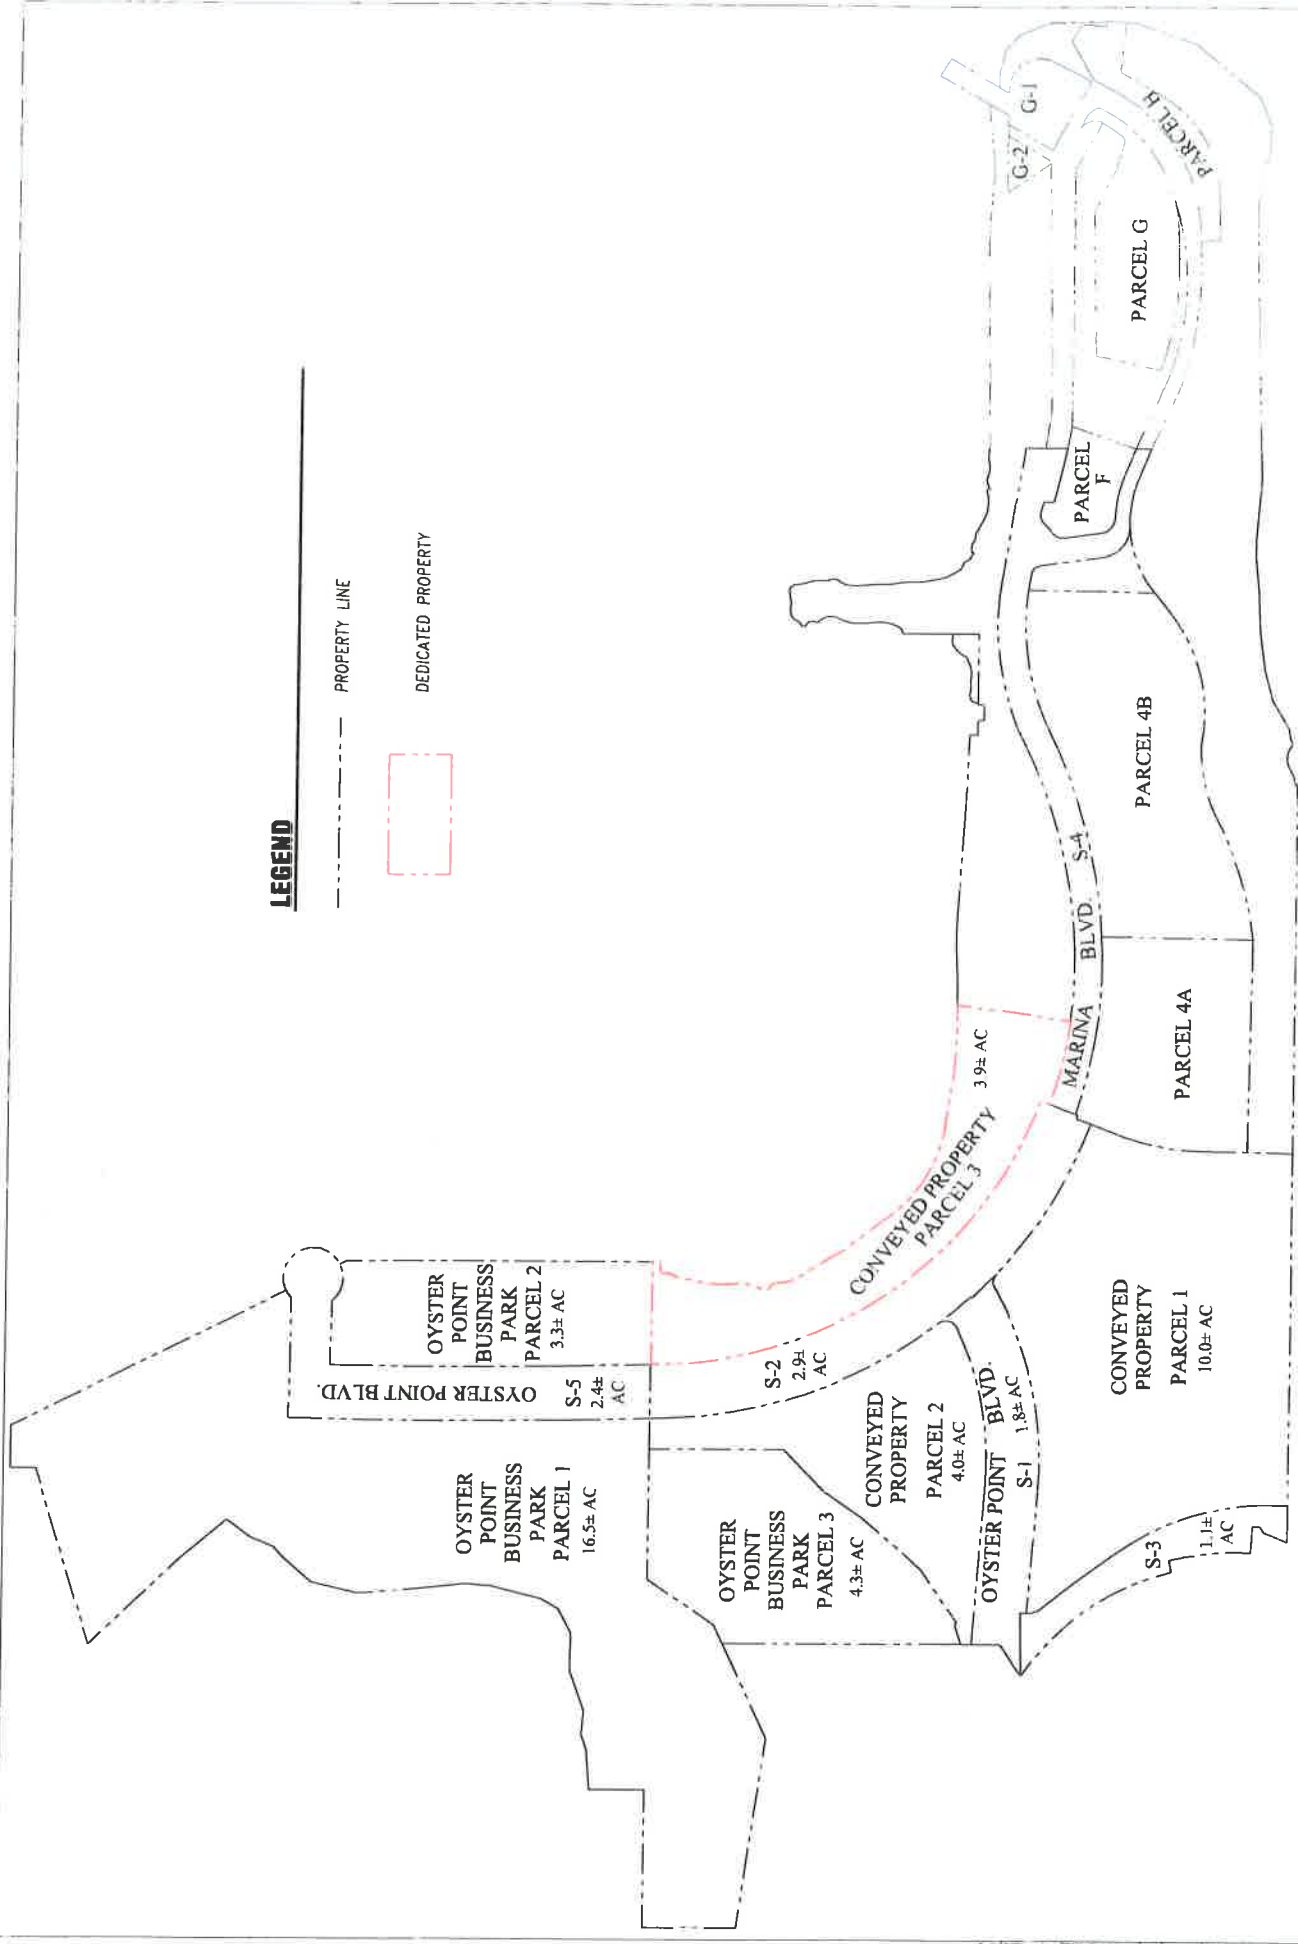 LEGEND
PROPERTY LINE
DEDICATED PROPERTY
OYSTER
POINT
BUSINESS
PARK
PARCEL 1
16.5± AC
OYSTER POINT BLVD.
S-5
2.4±
AC
OYSTER
POINT
BUSINESS
PARK
PARCEL 2
3.3± AC
OYSTER
POINT
BUSINESS
PARK
PARCEL 3
4.3± AC
S-2
2.9±
AC
CONVEYED
PROPERTY
PARCEL 2
4.0± AC
CONVEYED PROPERTY
PARCEL 3
3.9± AC
OYSTER POINT BLVD.
S-1 1.8± AC
S-3
1.1±
AC
CONVEYED
PROPERTY
PARCEL 1
10.0± AC
MARINA BLVD. S-4
PARCEL 4A
PARCEL 4B
PARCEL
F
PARCEL G
G-2
G-1
PARCEL H